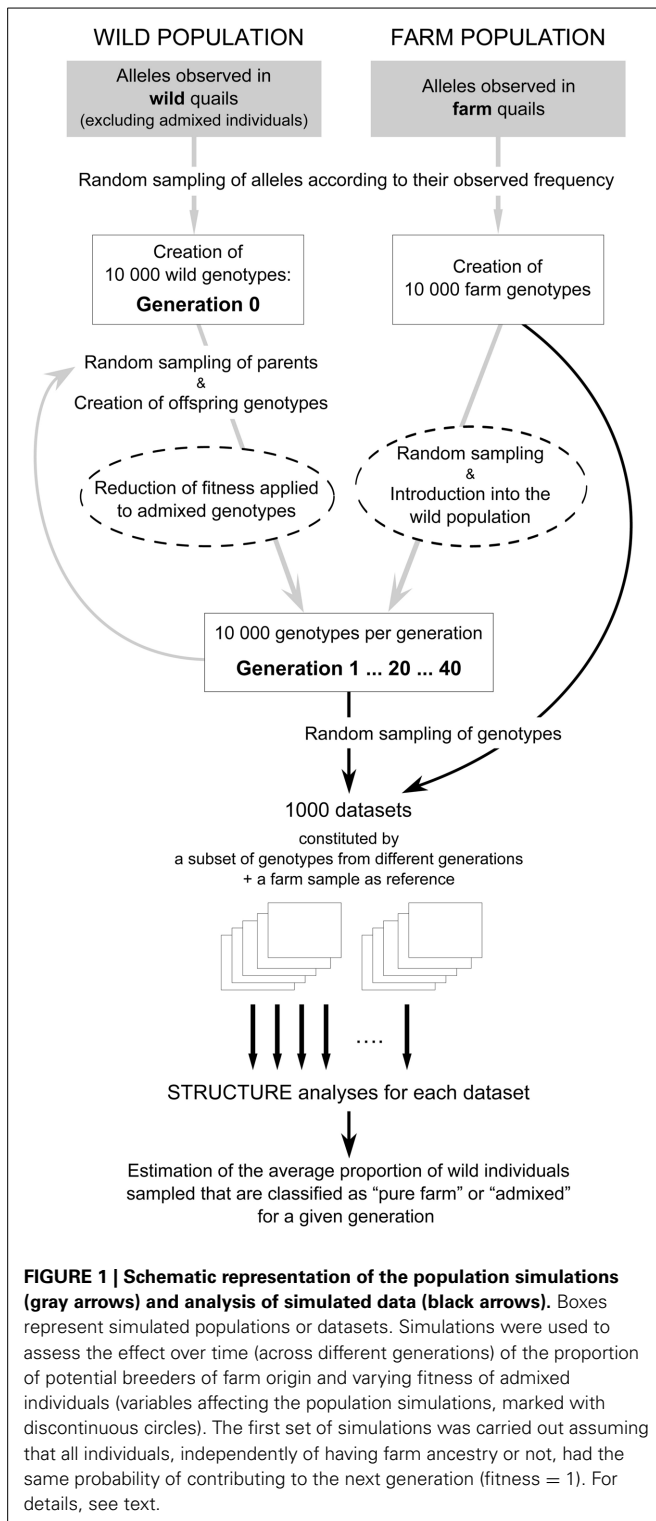 WILD POPULATION
FARM POPULATION
Alleles observed in
wild quails
(excluding admixed individuals)
Alleles observed in
farm quails
Random sampling of alleles according to their observed frequency
Creation of
10 000 wild genotypes:
Generation 0
Creation of
10 000 farm genotypes
Random sampling of parents
&
Creation of offspring genotypes
Reduction of fitness applied
to admixed genotypes
Random sampling
&
Introduction into the
wild population
10 000 genotypes per generation
Generation 1 ... 20 ... 40
Random sampling of genotypes
1000 datasets
constituted by
a subset of genotypes from different generations
+ a farm sample as reference
....
STRUCTURE analyses for each dataset
Estimation of the average proportion of wild individuals
sampled that are classified as “pure farm” or “admixed”
for a given generation
FIGURE 1 | Schematic representation of the population simulations
(gray arrows) and analysis of simulated data (black arrows). Boxes
represent simulated populations or datasets. Simulations were used to
assess the effect over time (across different generations) of the proportion
of potential breeders of farm origin and varying fitness of admixed
individuals (variables affecting the population simulations, marked with
discontinuous circles). The first set of simulations was carried out assuming
that all individuals, independently of having farm ancestry or not, had the
same probability of contributing to the next generation (fitness = 1). For
details, see text.